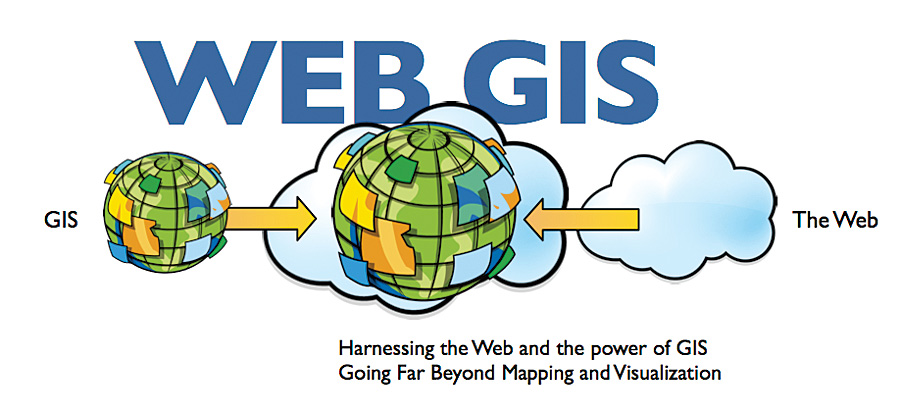 WEB GIS
GIS
The Web
Harnessing the Web and the power of GIS
Going Far Beyond Mapping and Visualization